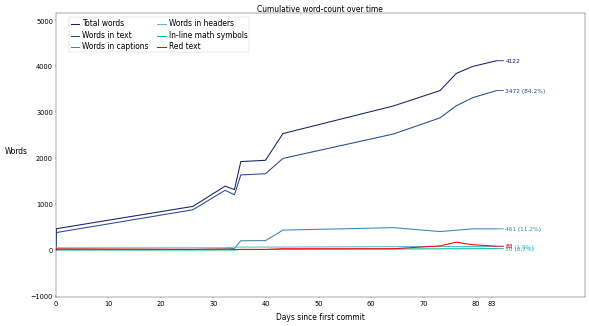 Cumulative word-count over time
Total words
Words in text
Words in captions
Words in headers
In-line math symbols
Red text
5000
4000
3000
2000
1000
0
−1000
Words
0 10 20 30 40 50 60 70 80 83
Days since first commit
4122
3472 (84.2%)
461 (11.2%)